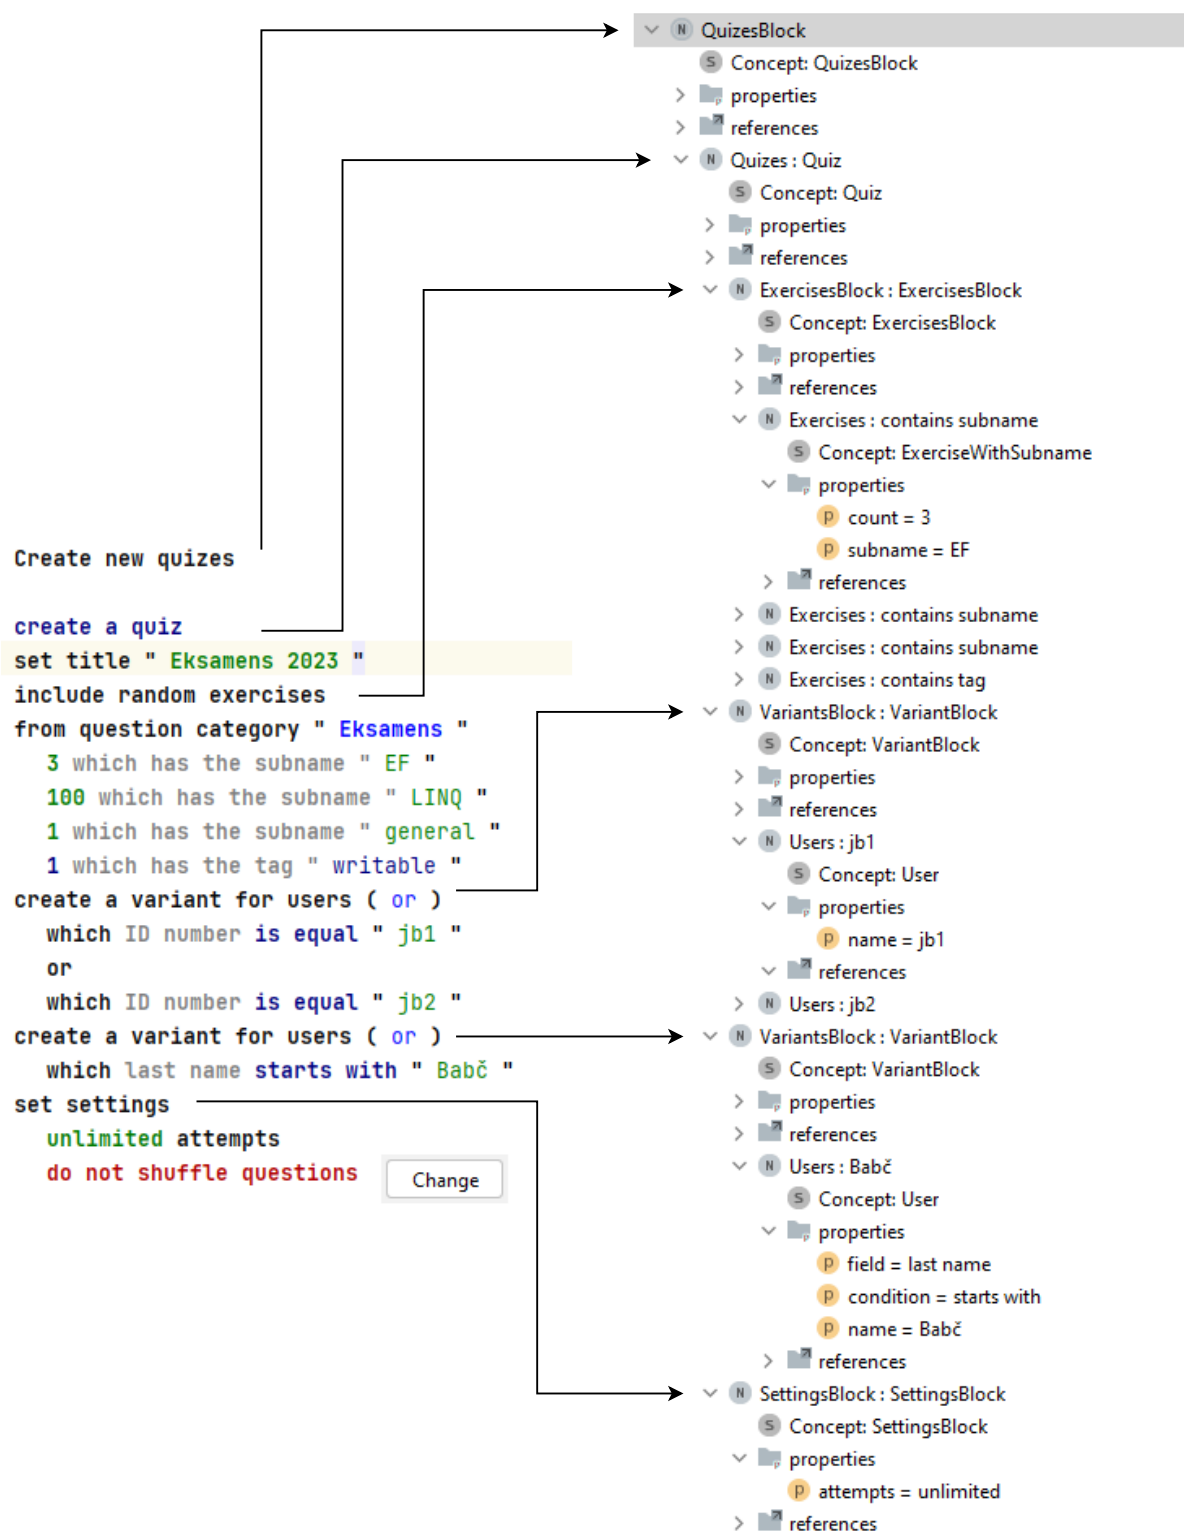 Create new quizes
create a quiz
set title " Eksamens 2023 "
include random exercises
from question category " Eksamens "
3 which has the subname " EF "
100 which has the subname " LINQ "
1 which has the subname " general "
1 which has the tag " writable "
create a variant for users ( or )
which ID number is equal " jb1 "
or
which ID number is equal " jb2 "
create a variant for users ( or )
which last name starts with " Babč "
set settings
unlimited attempts
do not shuffle questions
Change
N QuizesBlock
S Concept: QuizesBlock
properties
references
N Quizes : Quiz
S Concept: Quiz
properties
references
N ExercisesBlock : ExercisesBlock
S Concept: ExercisesBlock
properties
references
N Exercises : contains subname
S Concept: ExerciseWithSubname
properties
p count = 3
p subname = EF
references
N Exercises : contains subname
N Exercises : contains subname
N Exercises : contains tag
N VariantsBlock : VariantBlock
S Concept: VariantBlock
properties
references
N Users : jb1
S Concept: User
properties
p name = jb1
references
N Users : jb2
N VariantsBlock : VariantBlock
S Concept: VariantBlock
properties
references
N Users : Babč
S Concept: User
properties
p field = last name
p condition = starts with
p name = Babč
references
N SettingsBlock : SettingsBlock
S Concept: SettingsBlock
properties
p attempts = unlimited
references